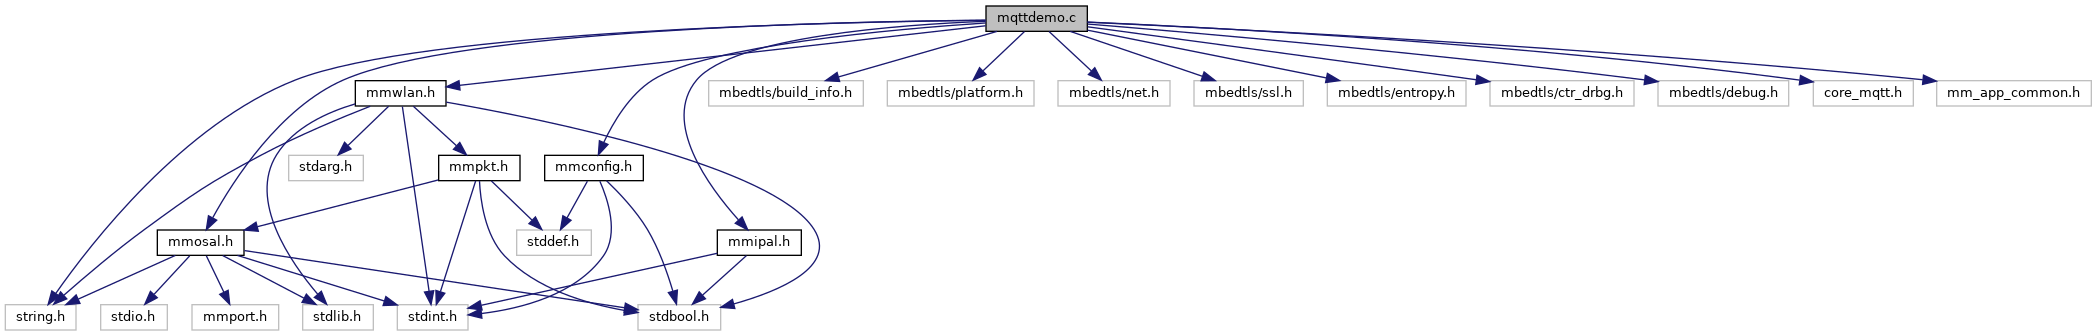 mqttdemo.c
mmwlan.h
mbedtls/build_info.h
mbedtls/platform.h
mbedtls/net.h
mbedtls/ssl.h
mbedtls/entropy.h
mbedtls/ctr_drbg.h
mbedtls/debug.h
core_mqtt.h
mm_app_common.h
stdarg.h
mmpkt.h
mmconfig.h
mmosal.h
stddef.h
mmipal.h
string.h
stdio.h
mmport.h
stdlib.h
stdint.h
stdbool.h